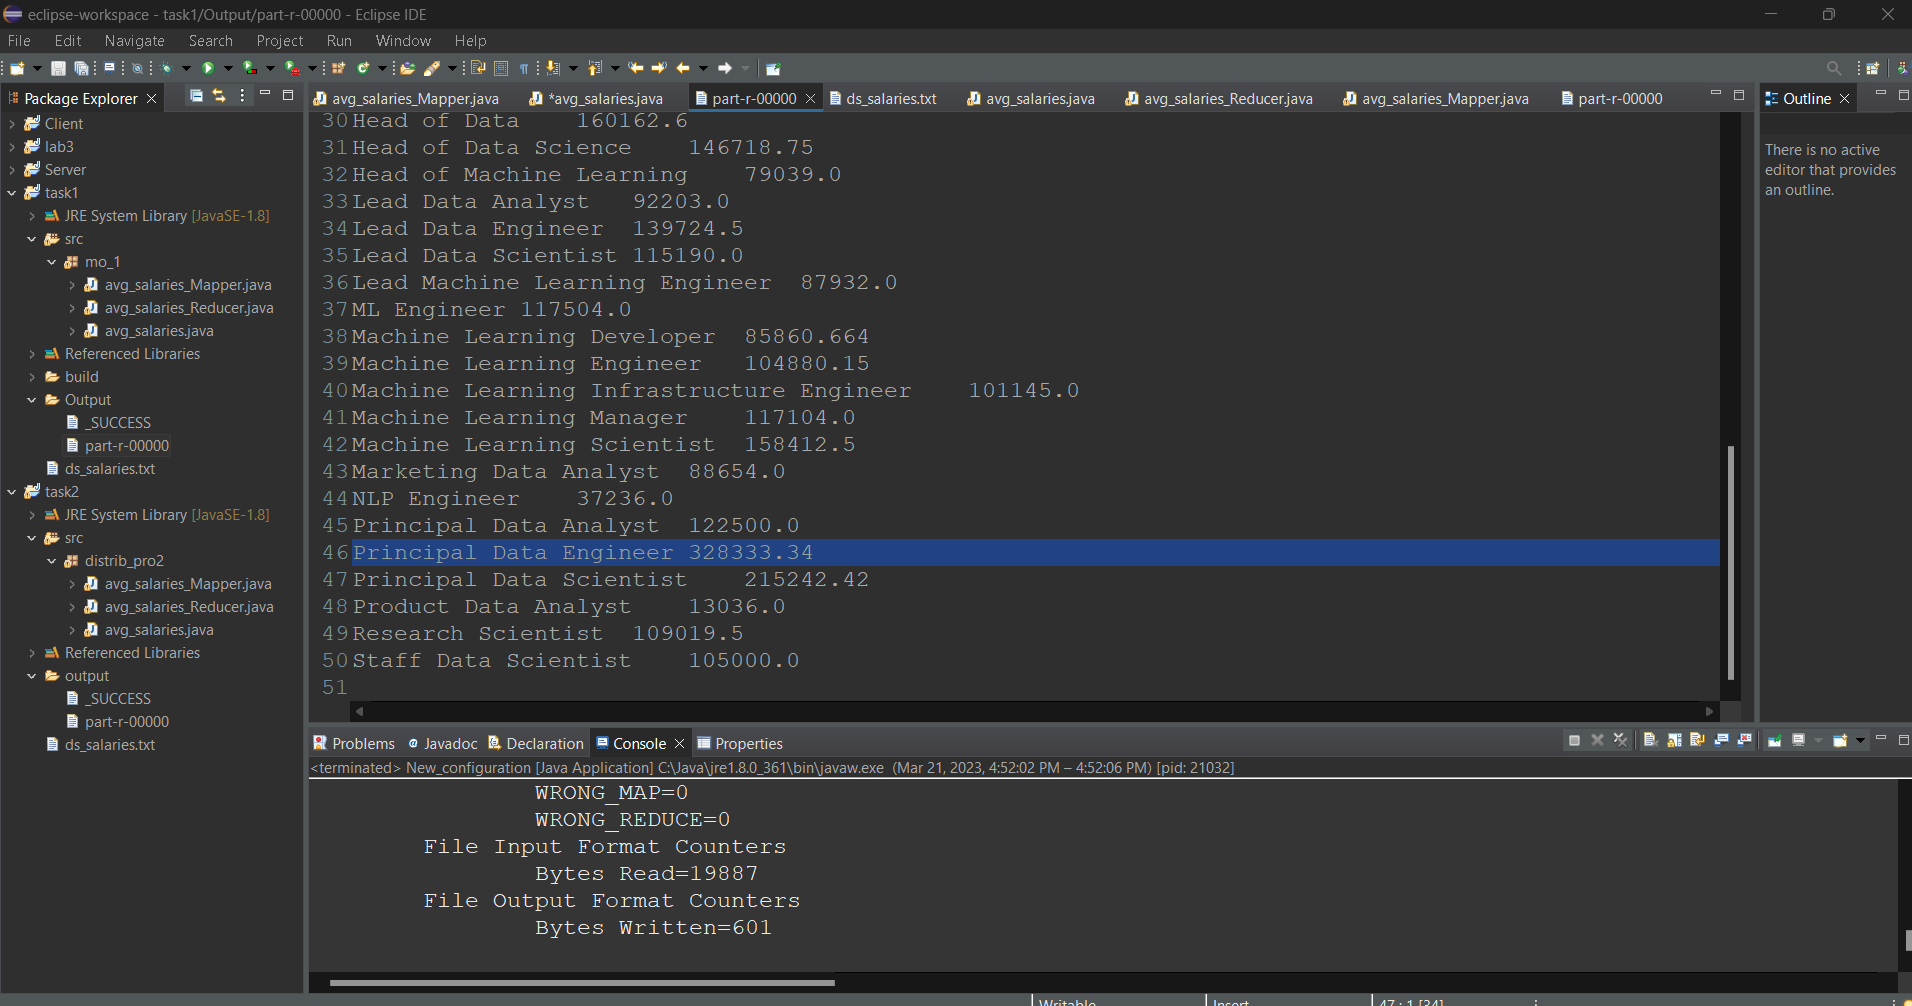 eclipse-workspace - task1/Output/part-r-00000 - Eclipse IDE
File Edit Navigate Search Project Run Window Help
Package Explorer
Client
lab3
Server
task1
JRE System Library [JavaSE-1.8]
src
mo_1
avg_salaries_Mapper.java
avg_salaries_Reducer.java
avg_salaries.java
Referenced Libraries
build
Output
_SUCCESS
part-r-00000
ds_salaries.txt
task2
JRE System Library [JavaSE-1.8]
src
distrib_pro2
avg_salaries_Mapper.java
avg_salaries_Reducer.java
avg_salaries.java
Referenced Libraries
output
_SUCCESS
part-r-00000
ds_salaries.txt
avg_salaries_Mapper.java *avg_salaries.java part-r-00000 ds_salaries.txt avg_salaries.java avg_salaries_Reducer.java avg_salaries_Mapper.java part-r-00000
30 Head of Data 160162.6
31 Head of Data Science 146718.75
32 Head of Machine Learning 79039.0
33 Lead Data Analyst 92203.0
34 Lead Data Engineer 139724.5
35 Lead Data Scientist 115190.0
36 Lead Machine Learning Engineer 87932.0
37 ML Engineer 117504.0
38 Machine Learning Developer 85860.664
39 Machine Learning Engineer 104880.15
40 Machine Learning Infrastructure Engineer 101145.0
41 Machine Learning Manager 117104.0
42 Machine Learning Scientist 158412.5
43 Marketing Data Analyst 88654.0
44 NLP Engineer 37236.0
45 Principal Data Analyst 122500.0
46 Principal Data Engineer 328333.34
47 Principal Data Scientist 215242.42
48 Product Data Analyst 13036.0
49 Research Scientist 109019.5
50 Staff Data Scientist 105000.0
51
Outline
There is no active
editor that provides
an outline.
Problems Javadoc Declaration Console Properties
<terminated> New_configuration [Java Application] C:\Java\jre1.8.0_361\bin\javaw.exe (Mar 21, 2023, 4:52:02 PM – 4:52:06 PM) [pid: 21032]
WRONG_MAP=0
WRONG_REDUCE=0
File Input Format Counters
Bytes Read=19887
File Output Format Counters
Bytes Written=601
Writable Insert 47 : 1 [34]